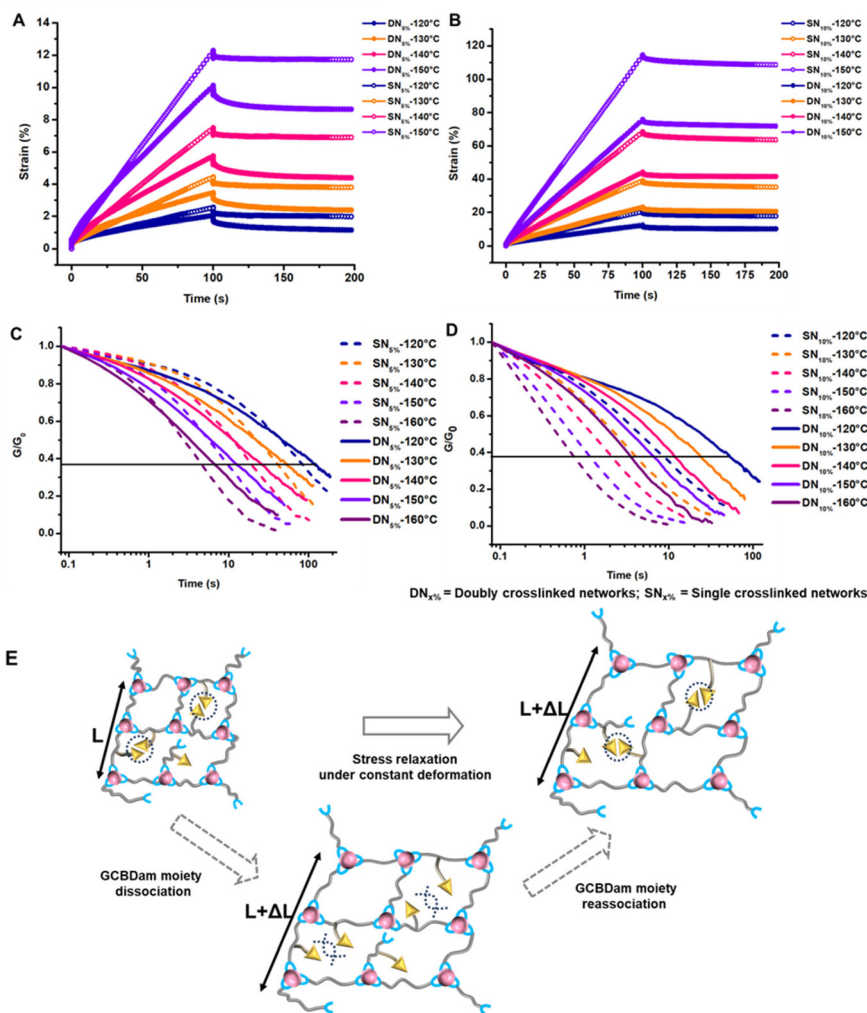 A
Strain (%)
14
12
10
8
6
4
2
0
0
50
100
150
200
Time (s)
DN5%-120°C
DN5%-130°C
DN5%-140°C
DN5%-150°C
SN5%-120°C
SN5%-130°C
SN5%-140°C
SN5%-150°C
B
Strain (%)
120
100
80
60
40
20
0
0
25
50
75
100
125
150
175
200
Time (s)
SN10%-120°C
SN10%-130°C
SN10%-140°C
SN10%-150°C
DN10%-120°C
DN10%-130°C
DN10%-140°C
DN10%-150°C
C
G/G0
1.0
0.8
0.6
0.4
0.2
0.0
0.1
1
10
100
Time (s)
SN5%-120°C
SN5%-130°C
SN5%-140°C
SN5%-150°C
SN5%-160°C
DN5%-120°C
DN5%-130°C
DN5%-140°C
DN5%-150°C
DN5%-160°C
D
G/G0
1.0
0.8
0.6
0.4
0.2
0.0
0.1
1
10
100
Time (s)
SN10%-120°C
SN10%-130°C
SN10%-140°C
SN10%-150°C
SN10%-160°C
DN10%-120°C
DN10%-130°C
DN10%-140°C
DN10%-150°C
DN10%-160°C
DNx% = Doubly crosslinked networks; SNx% = Single crosslinked networks
E
L
Stress relaxation
under constant deformation
L+ΔL
GCBDam moiety
dissociation
L+ΔL
GCBDam moiety
reassociation